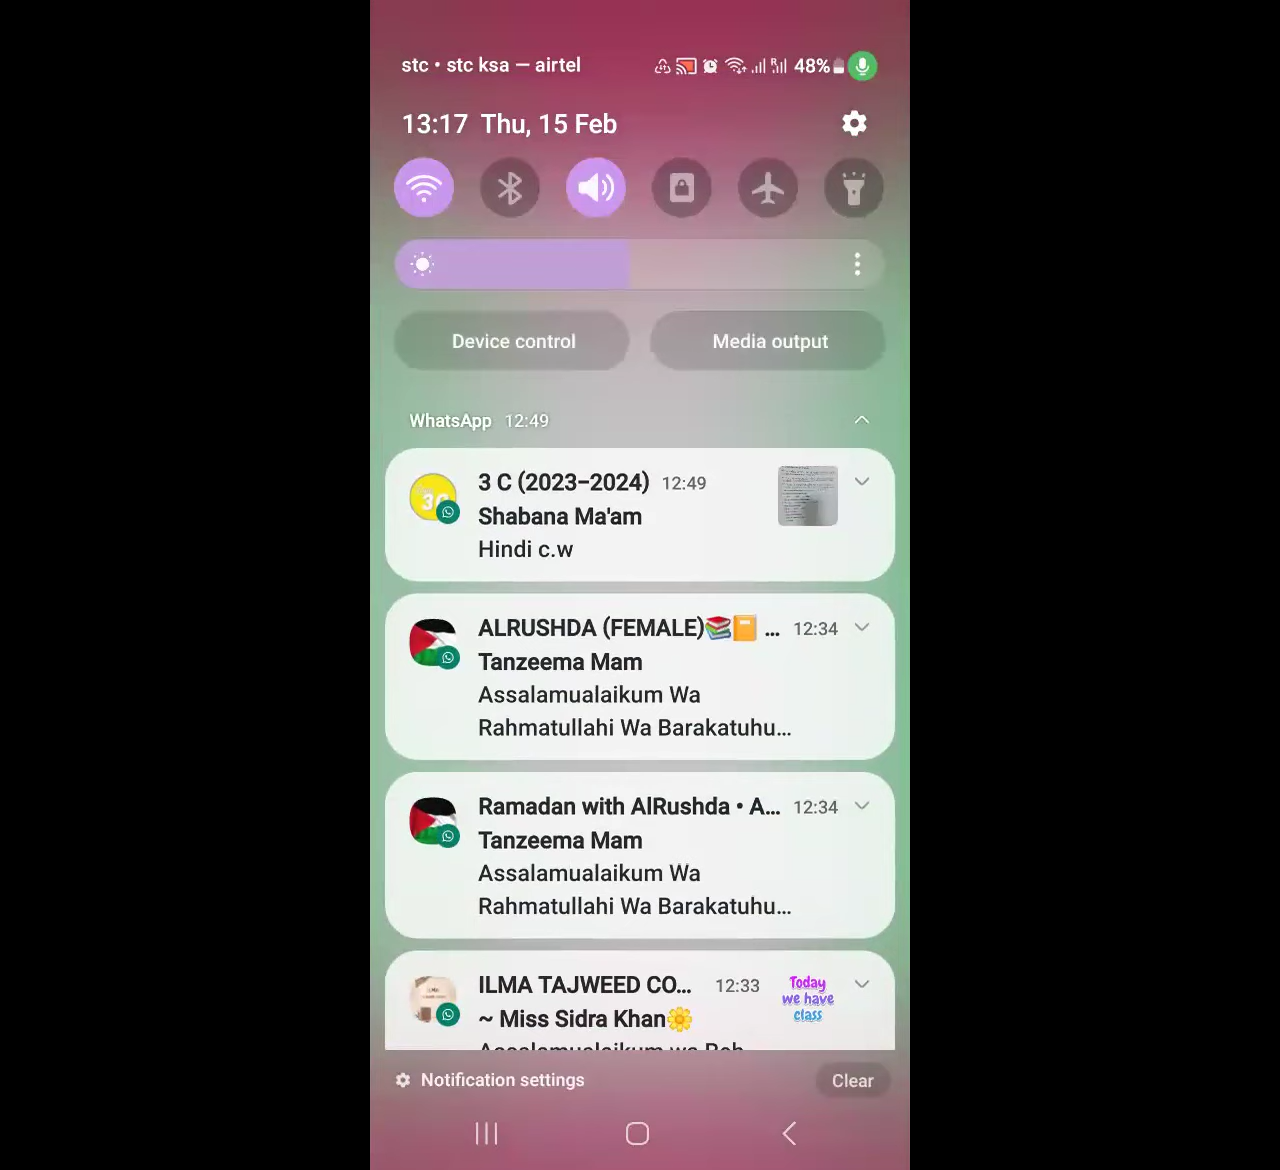 stc • stc ksa — airtel
48%
13:17 Thu, 15 Feb
Device control
Media output
WhatsApp 12:49
3 C (2023–2024) 12:49
Shabana Ma'am
Hindi c.w
ALRUSHDA (FEMALE)📚📔 ... 12:34
Tanzeema Mam
Assalamualaikum Wa
Rahmatullahi Wa Barakatuhu...
Ramadan with AlRushda • A... 12:34
Tanzeema Mam
Assalamualaikum Wa
Rahmatullahi Wa Barakatuhu...
ILMA TAJWEED CO... 12:33
Today
we have
class
~ Miss Sidra Khan🌼
Notification settings
Clear